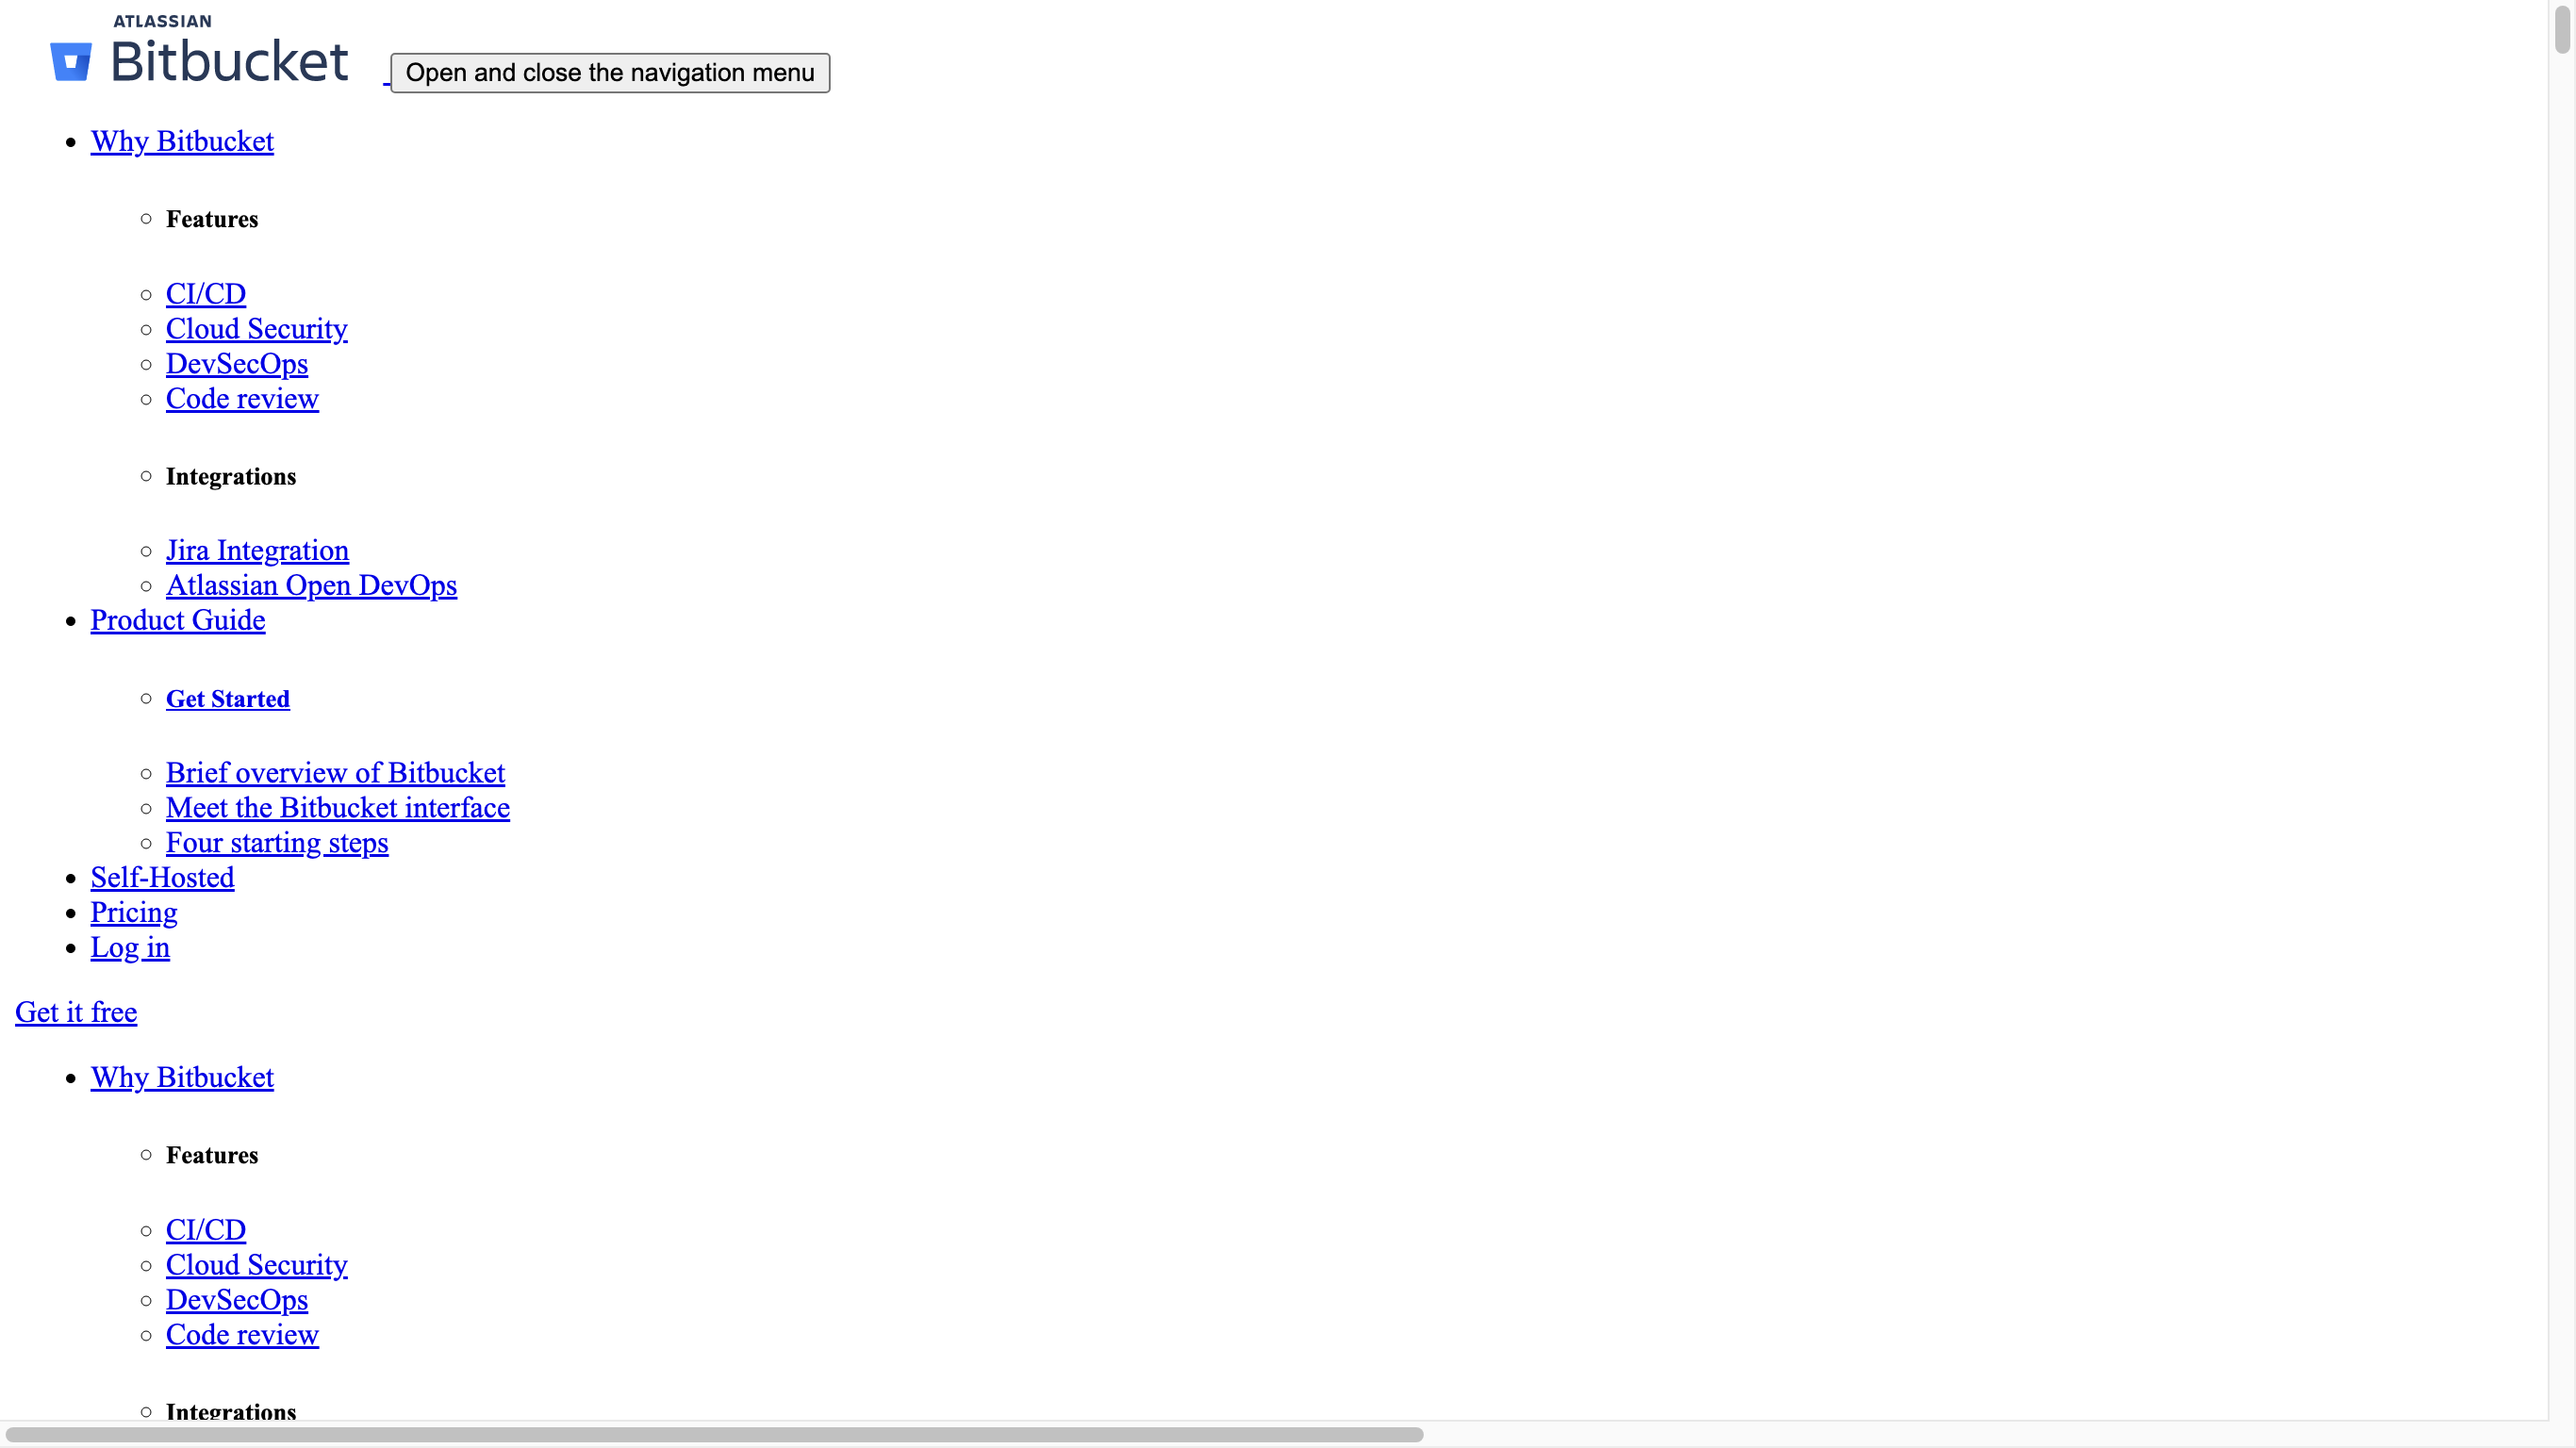 ATLASSIAN
Bitbucket
Open and close the navigation menu
Why Bitbucket
Features
CI/CD
Cloud Security
DevSecOps
Code review
Integrations
Jira Integration
Atlassian Open DevOps
Product Guide
Get Started
Brief overview of Bitbucket
Meet the Bitbucket interface
Four starting steps
Self-Hosted
Pricing
Log in
Get it free
Why Bitbucket
Features
CI/CD
Cloud Security
DevSecOps
Code review
Integrations